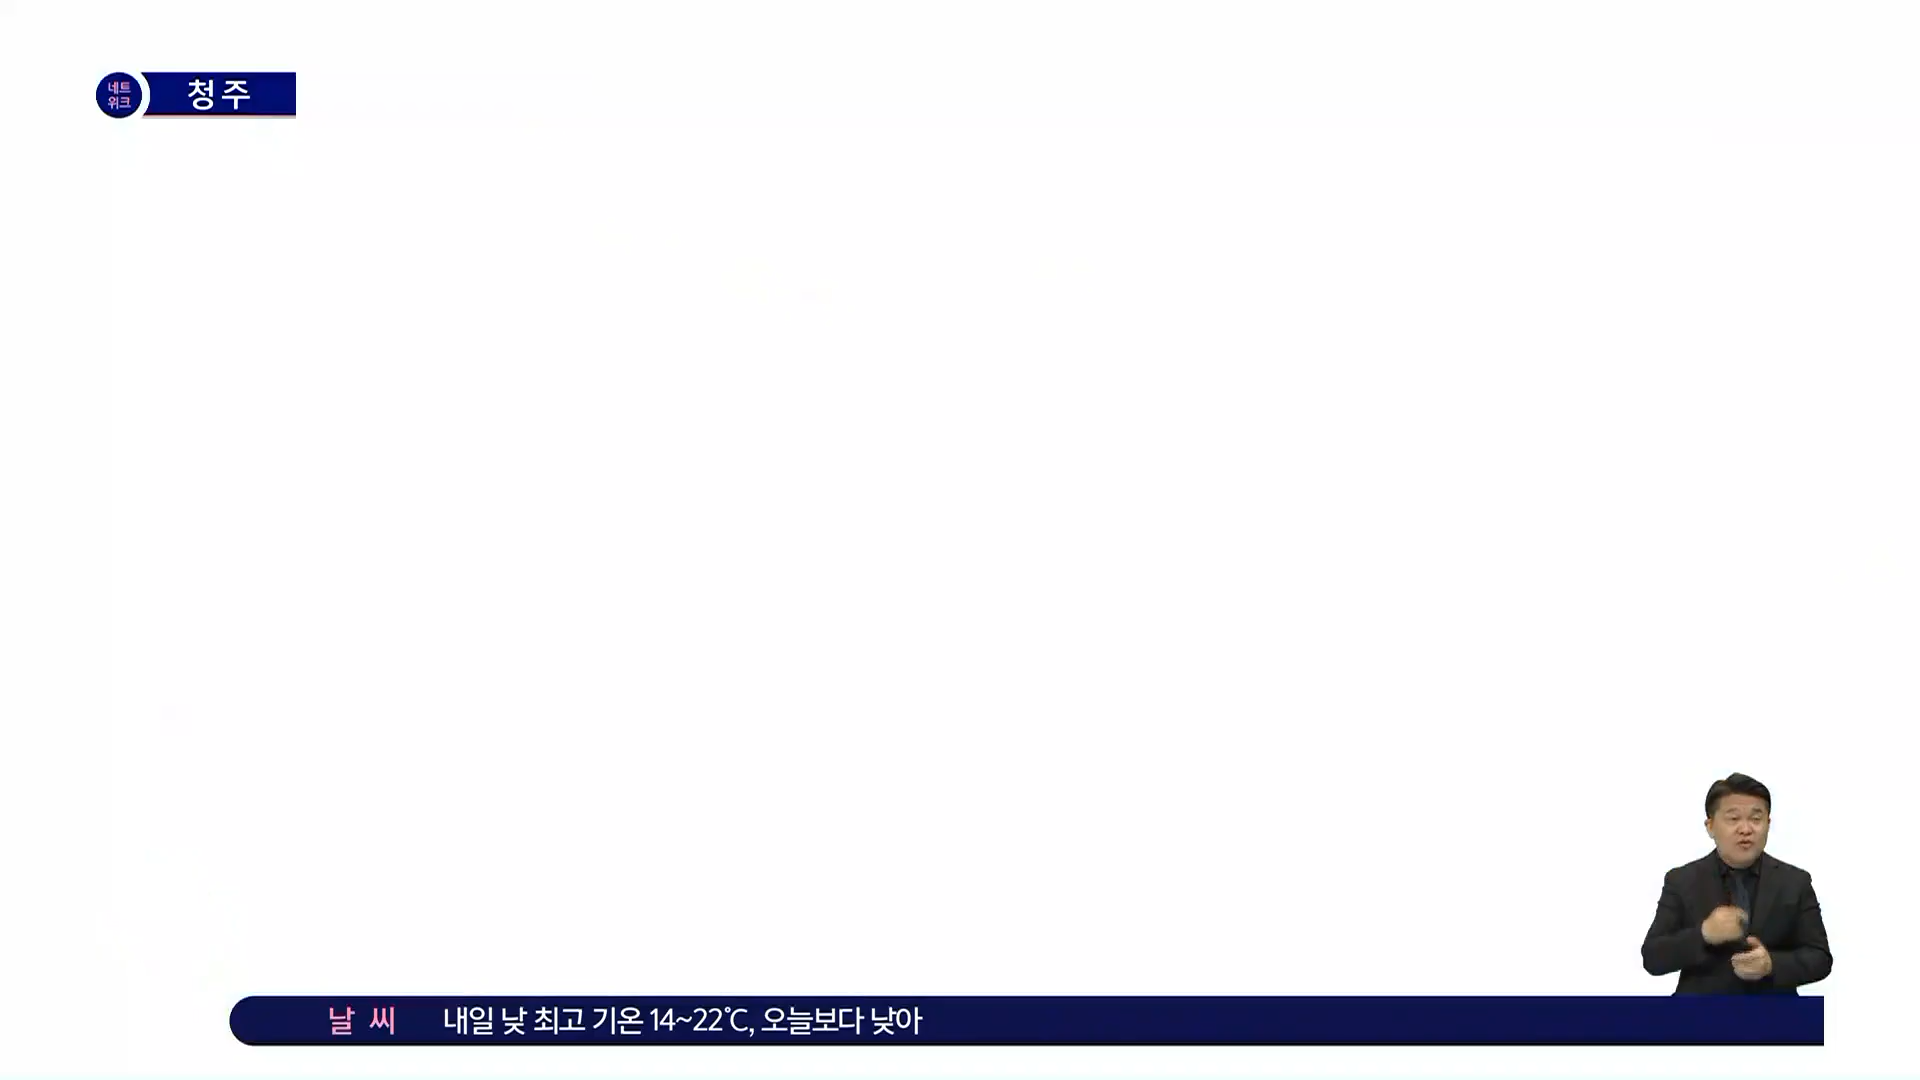 네트
워크
청주
날씨 내일 낮 최고 기온 14~22℃, 오늘보다 낮아